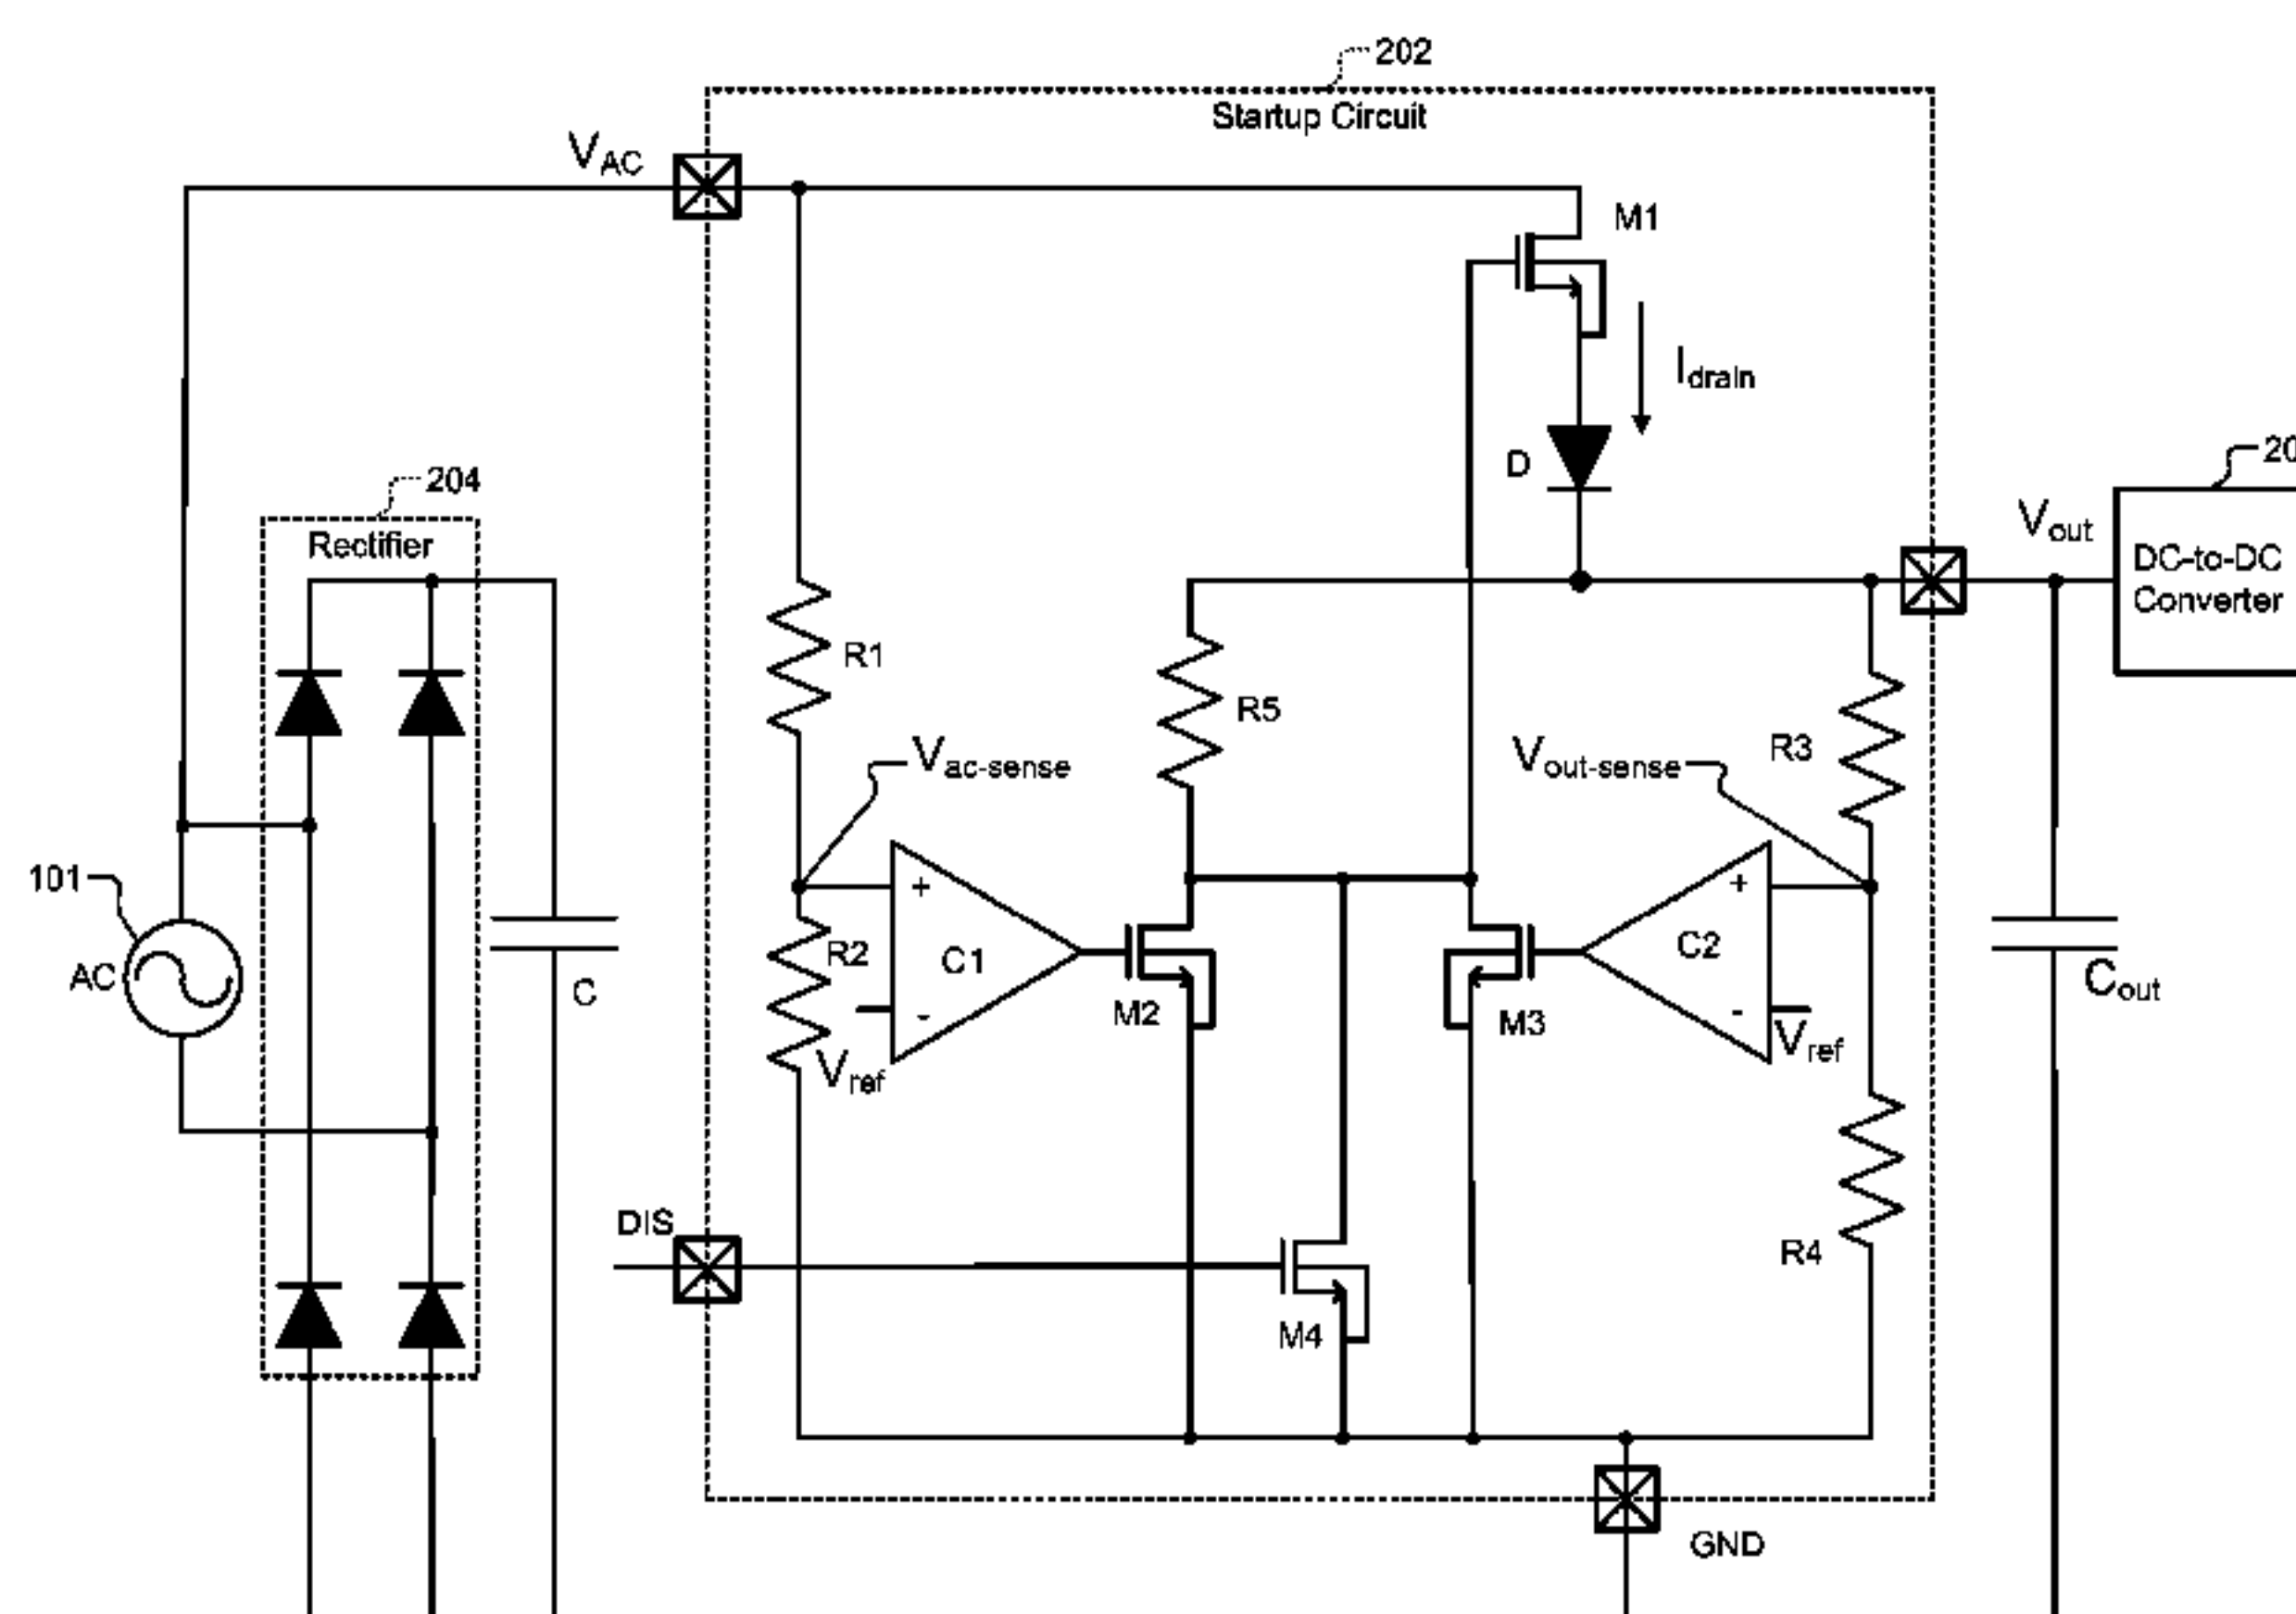 202
Startup Circuit
VAC
M1
Idrain
D
204
Rectifier
20
Vout
DC-to-DC
Converter
R1
R5
R3
Vac-sense
Vout-sense
101
AC
C
+
C1
-
R2
Vref
M2
M3
+
C2
-
Vref
Cout
DIS
M4
R4
GND